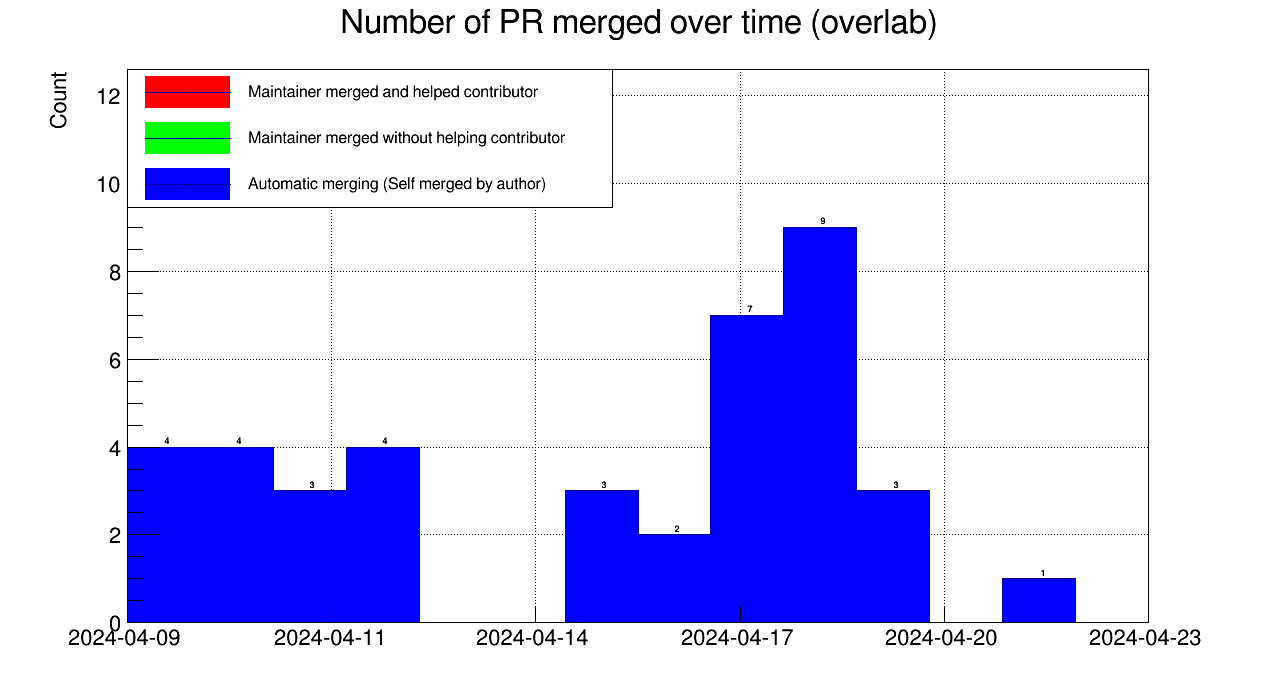 Number of PR merged over time (overlab)
Count
Maintainer merged and helped contributor
Maintainer merged without helping contributor
Automatic merging (Self merged by author)
12
10
8
6
4
2
0
4 4 3 4 3 2 7 9 3 1
2024-04-09 2024-04-11 2024-04-14 2024-04-17 2024-04-20 2024-04-23